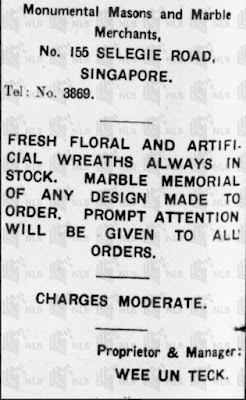 Monumental Masons and Marble
Merchants,
No. 155 SELEGIE ROAD,
SINGAPORE.
Tel: No. 3869.
FRESH FLORAL AND ARTIFI-
CIAL WREATHS ALWAYS IN
STOCK. MARBLE MEMORIAL
OF ANY DESIGN MADE TO
ORDER. PROMPT ATTENTION
WILL BE GIVEN TO ALL
ORDERS.
CHARGES MODERATE.
Proprietor & Manager:
WEE UN TECK.